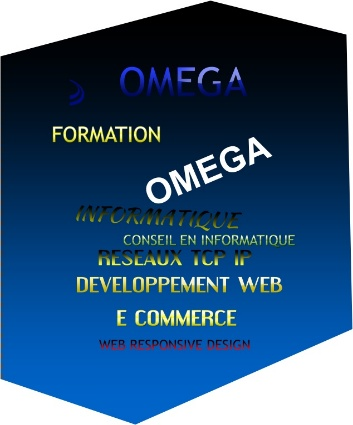 OMEGA
FORMATION
OMEGA
INFORMATIQUE
CONSEIL EN INFORMATIQUE
RESEAUX TCP IP
DEVELOPPEMENT WEB
E COMMERCE
WEB RESPONSIVE DESIGN